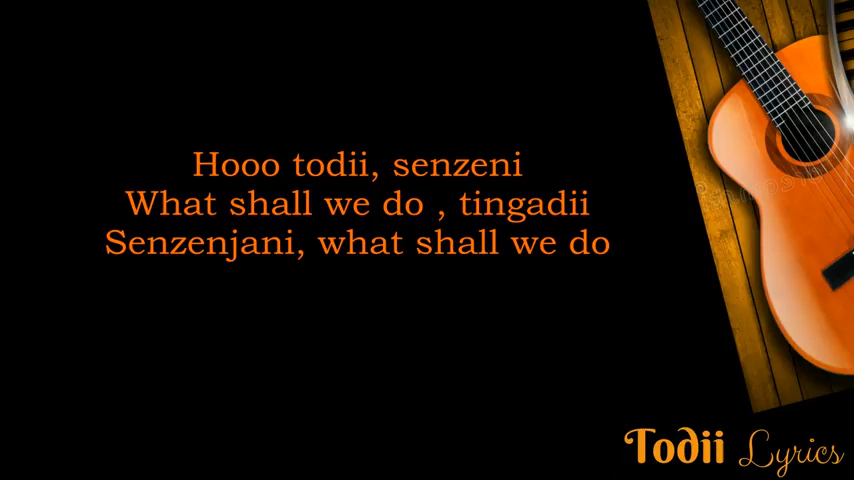 Hooo todii, senzeni
What shall we do , tingadii
Senzenjani, what shall we do
Todii Lyrics